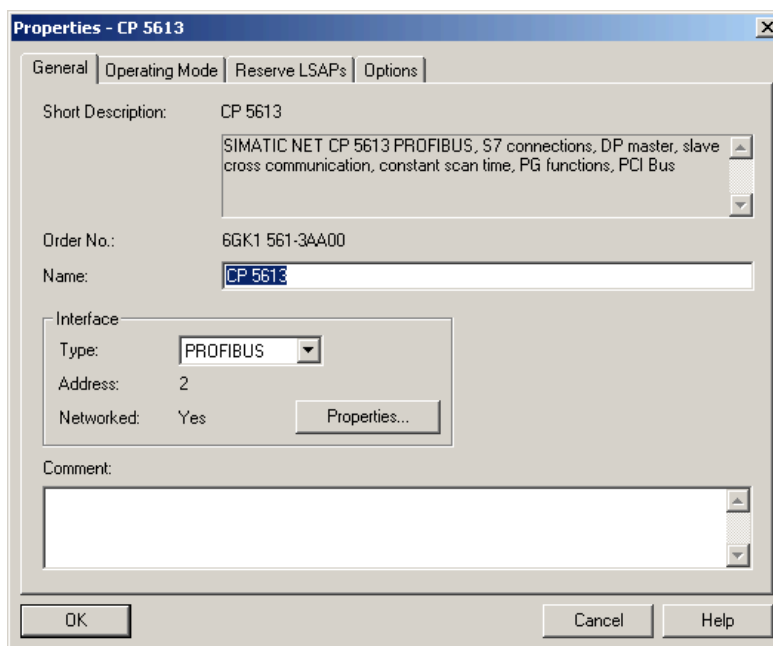 Properties - CP 5613
General Operating Mode Reserve LSAPs Options
Short Description: CP 5613
SIMATIC NET CP 5613 PROFIBUS, S7 connections, DP master, slave
cross communication, constant scan time, PG functions, PCI Bus
Order No.: 6GK1 561-3AA00
Name: CP 5613
Interface
Type: PROFIBUS
Address: 2
Networked: Yes Properties...
Comment:
OK Cancel Help